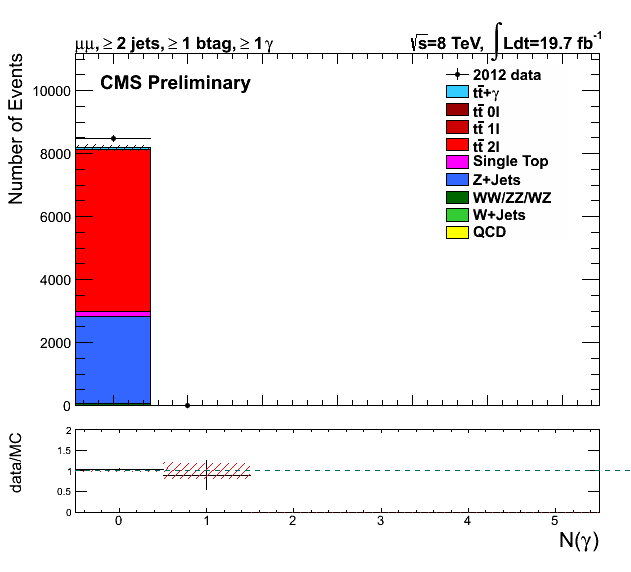 μμ, ≥ 2 jets, ≥ 1 btag, ≥ 1 γ
√s=8 TeV, ∫ Ldt=19.7 fb⁻¹
CMS Preliminary
2012 data
tt̄+γ
tt̄ 0l
tt̄ 1l
tt̄ 2l
Single Top
Z+Jets
WW/ZZ/WZ
W+Jets
QCD
Number of Events
10000
8000
6000
4000
2000
0
data/MC
2
1.5
1
0.5
0
0 1 2 3 4 5
N(γ)